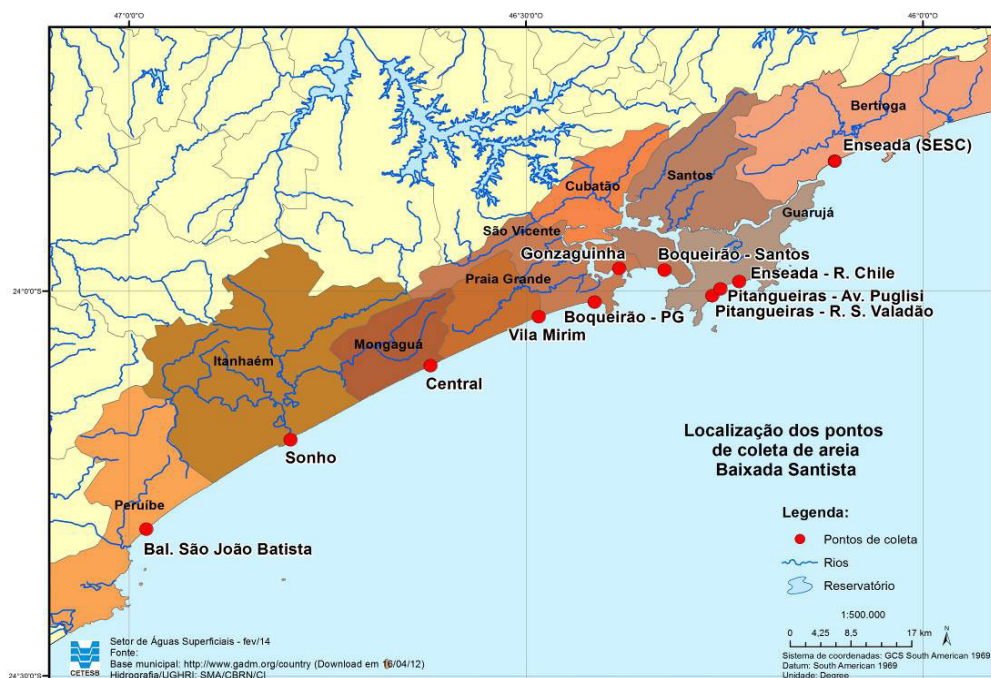 47°0'0"
46°30'0"
46°0'0"
Bertioga
Enseada (SESC)
Santos
Cubatão
Guarujá
São Vicente
Gonzaguinha
Boqueirão - Santos
Praia Grande
Enseada - R. Chile
24°0'0"S
Pitangueiras - Av. Puglisi
Pitangueiras - R. S. Valadão
Boqueirão - PG
Vila Mirim
Mongaguá
Itanhaém
Central
Sonho
Peruíbe
Bal. São João Batista
Localização dos pontos
de coleta de areia
Baixada Santista
Legenda:
Pontos de coleta
Rios
Reservatório
1:500.000
0 4,25 8,5 17 km
N
Sistema de coordenadas: GCS South American 1969
Datum: South American 1969
Unidade: Degree
CETESB
Setor de Águas Superficiais - fev/14
Fonte:
Base municipal: http://www.gadm.org/country (Download em 16/04/12)
Hidrografia/UGHRI: SMA/CBRN/CI
24°30'0"S